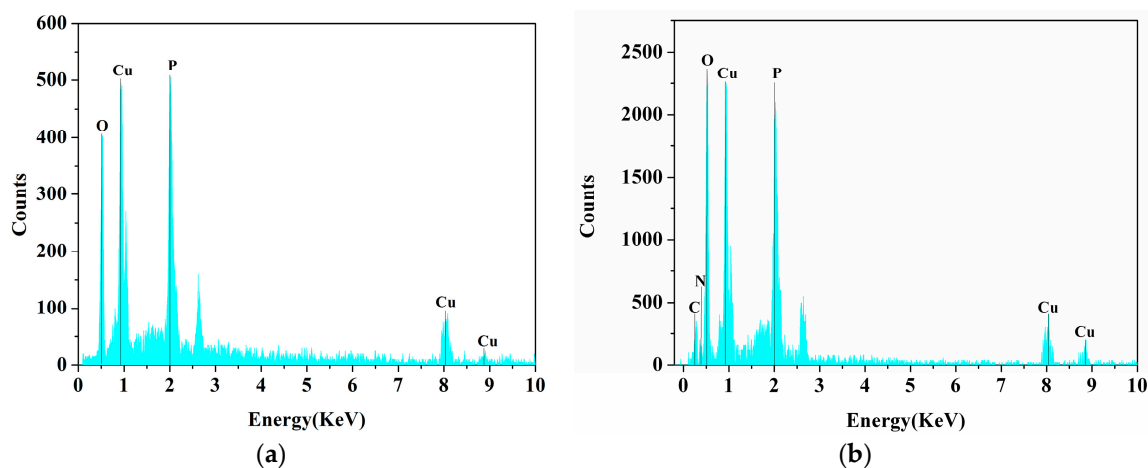 600
500
400
300
200
100
0
Counts
O
Cu
P
Cu
Cu
0 1 2 3 4 5 6 7 8 9 10
Energy(KeV)
(a)
2500
2000
1500
1000
500
0
Counts
C
N
O
Cu
P
Cu
Cu
0 1 2 3 4 5 6 7 8 9 10
Energy(KeV)
(b)